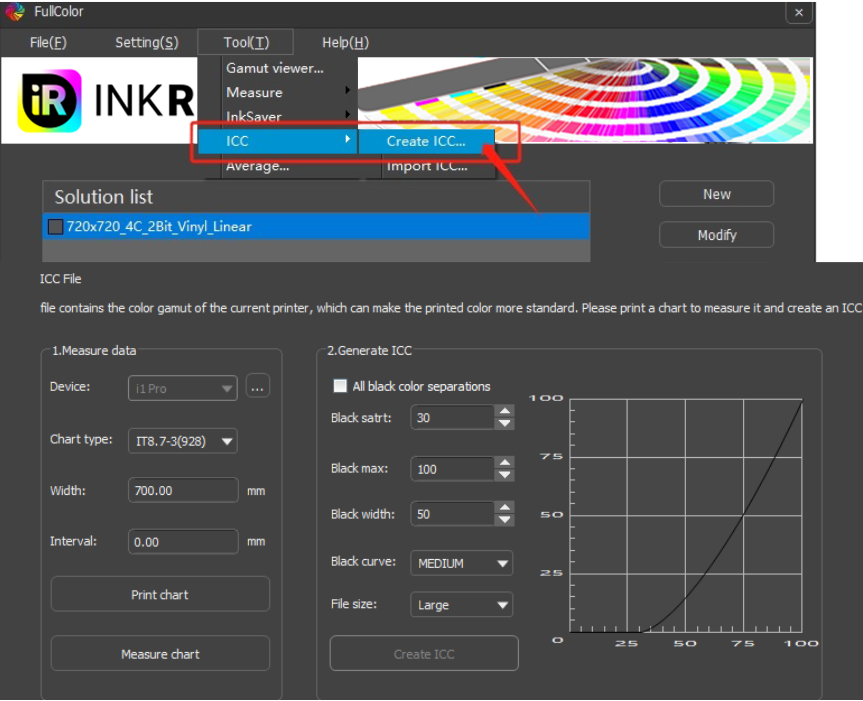 FullColor
×
File(F) Setting(S) Tool(T) Help(H)
Gamut viewer...
iR INKR
Measure
InkSaver
ICC Create ICC...
Average... Import ICC...
Solution list
New
720x720_4C_2Bit_Vinyl_Linear
Modify
ICC File
file contains the color gamut of the current printer, which can make the printed color more standard. Please print a chart to measure it and create an ICC
1.Measure data
2.Generate ICC
Device: i1 Pro ...
All black color separations
Black satrt: 30
Chart type: IT8.7-3(928)
Black max: 100
Width: 700.00 mm
Black width: 50
Interval: 0.00 mm
Black curve: MEDIUM
Print chart
File size: Large
Measure chart
Create ICC
100
75
50
25
0 25 50 75 100